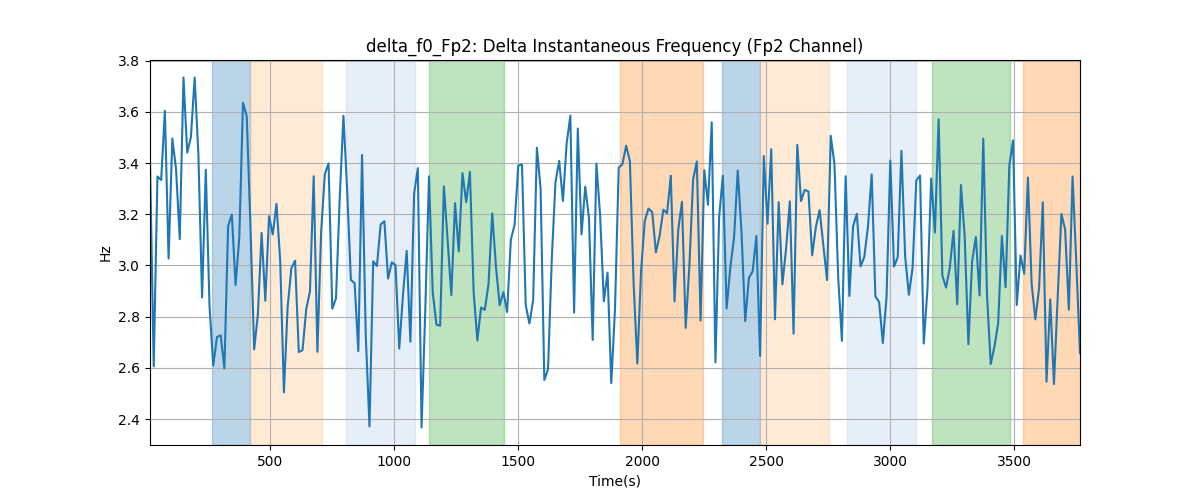 delta_f0_Fp2: Delta Instantaneous Frequency (Fp2 Channel)
3.8
3.6
3.4
3.2
3.0
2.8
2.6
2.4
Hz
500 1000 1500 2000 2500 3000 3500
Time(s)